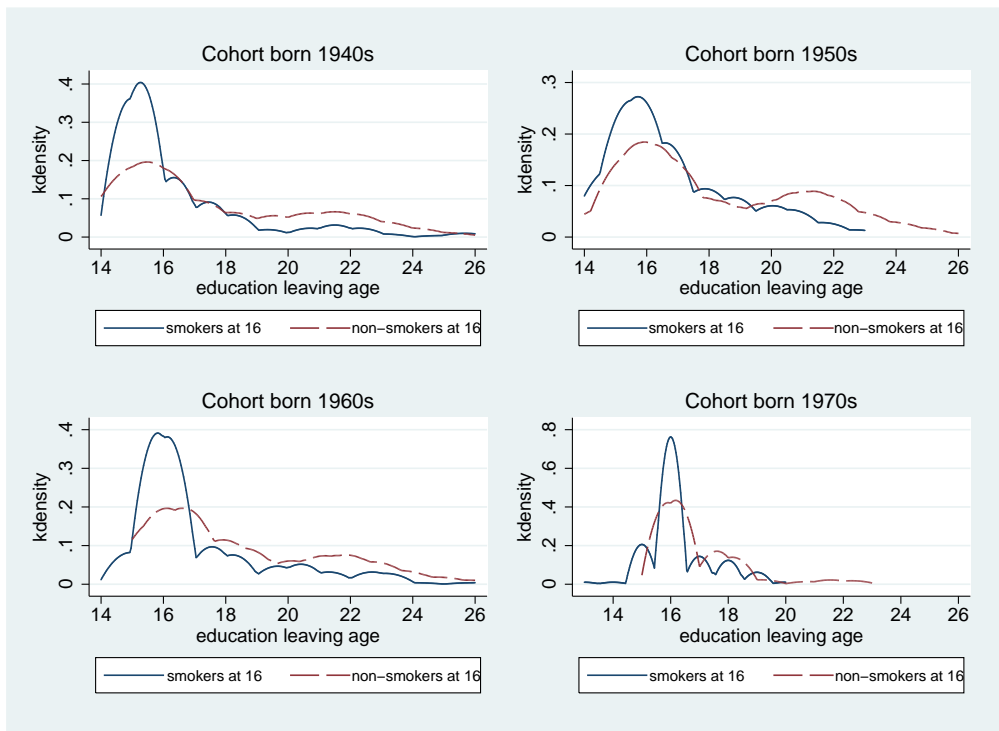 Cohort born 1940s
kdensity
.4
.3
.2
.1
0
14 16 18 20 22 24 26
education leaving age
smokers at 16 non−smokers at 16
Cohort born 1950s
kdensity
.3
.2
.1
0
14 16 18 20 22 24 26
education leaving age
smokers at 16 non−smokers at 16
Cohort born 1960s
kdensity
.4
.3
.2
.1
0
14 16 18 20 22 24 26
education leaving age
smokers at 16 non−smokers at 16
Cohort born 1970s
kdensity
.8
.6
.4
.2
0
14 16 18 20 22 24 26
education leaving age
smokers at 16 non−smokers at 16